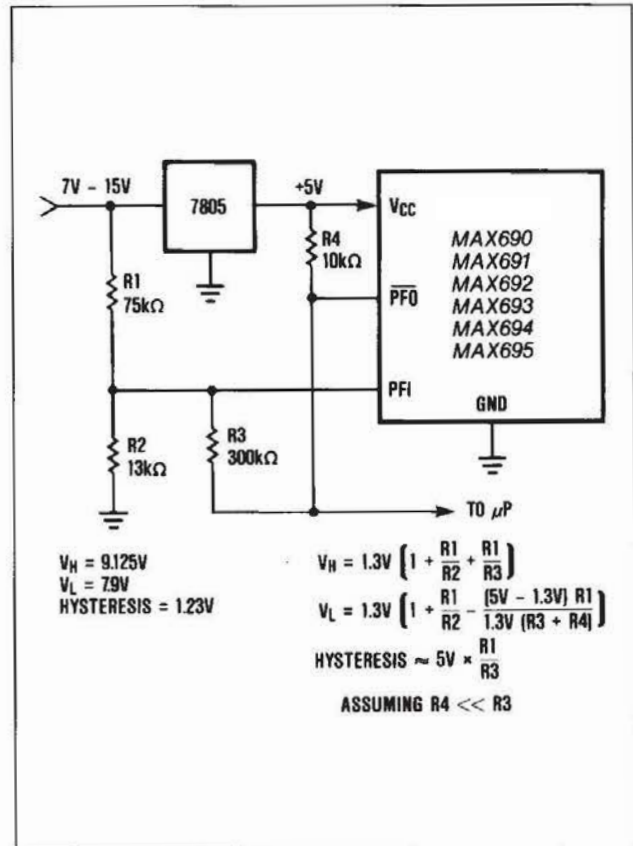 7V – 15V
7805
+5V
VCC
R4
10kΩ
MAX690
MAX691
MAX692
MAX693
MAX694
MAX695
R1
75kΩ
PFO
PFI
GND
R2
13kΩ
R3
300kΩ
TO μP
VH = 9.125V
VL = 7.9V
HYSTERESIS = 1.23V
VH = 1.3V (1 + R1/R2 + R1/R3)
VL = 1.3V (1 + R1/R2 – (5V – 1.3V) R1/1.3V (R3 + R4))
HYSTERESIS ≈ 5V × R1/R3
ASSUMING R4 << R3